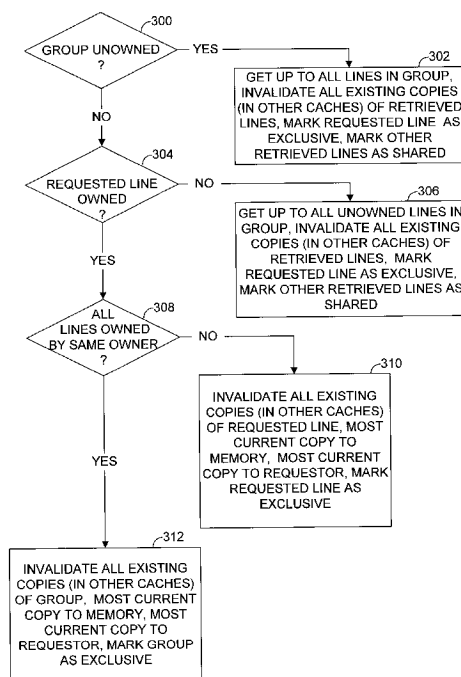 300
GROUP UNOWNED
?
YES
302
GET UP TO ALL LINES IN GROUP,
INVALIDATE ALL EXISTING COPIES
(IN OTHER CACHES) OF RETRIEVED
LINES, MARK REQUESTED LINE AS
EXCLUSIVE, MARK OTHER
RETRIEVED LINES AS SHARED
NO
304
REQUESTED LINE
OWNED
?
NO
306
GET UP TO ALL UNOWNED LINES IN
GROUP, INVALIDATE ALL EXISTING
COPIES (IN OTHER CACHES) OF
RETRIEVED LINES, MARK
REQUESTED LINE AS EXCLUSIVE,
MARK OTHER RETRIEVED LINES AS
SHARED
YES
308
ALL
LINES OWNED
BY SAME OWNER
?
NO
310
INVALIDATE ALL EXISTING
COPIES (IN OTHER CACHES)
OF REQUESTED LINE, MOST
CURRENT COPY TO
MEMORY, MOST CURRENT
COPY TO REQUESTOR, MARK
REQUESTED LINE AS
EXCLUSIVE
YES
312
INVALIDATE ALL EXISTING
COPIES (IN OTHER CACHES)
OF GROUP, MOST CURRENT
COPY TO MEMORY, MOST
CURRENT COPY TO
REQUESTOR, MARK GROUP
AS EXCLUSIVE